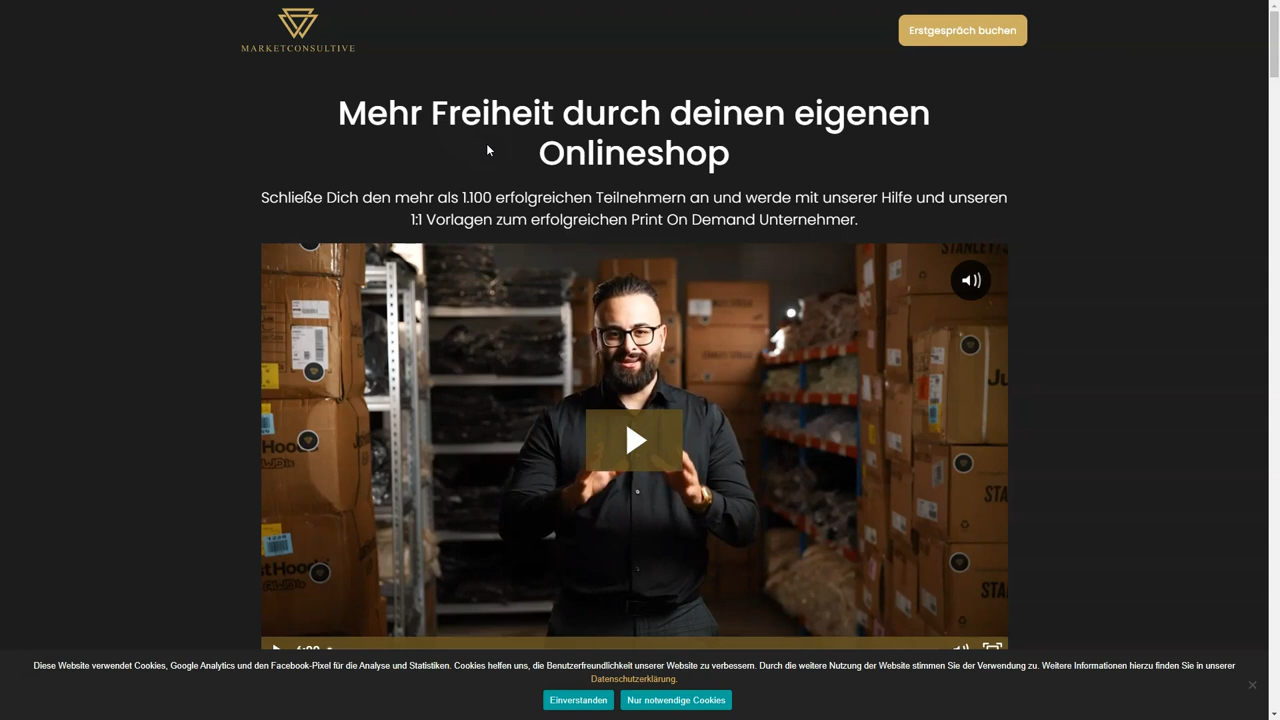 MARKETCONSULTIVE
Erstgespräch buchen
Mehr Freiheit durch deinen eigenen
Onlineshop
Schließe Dich den mehr als 1.100 erfolgreichen Teilnehmern an und werde mit unserer Hilfe und unseren
1:1 Vorlagen zum erfolgreichen Print On Demand Unternehmer.
STANLEY/S
Ju
STA
STA
Diese Website verwendet Cookies, Google Analytics und den Facebook-Pixel für die Analyse und Statistiken. Cookies helfen uns, die Benutzerfreundlichkeit unserer Website zu verbessern. Durch die weitere Nutzung der Website stimmen Sie der Verwendung zu. Weitere Informationen hierzu finden Sie in unserer
Datenschutzerklärung.
Einverstanden
Nur notwendige Cookies